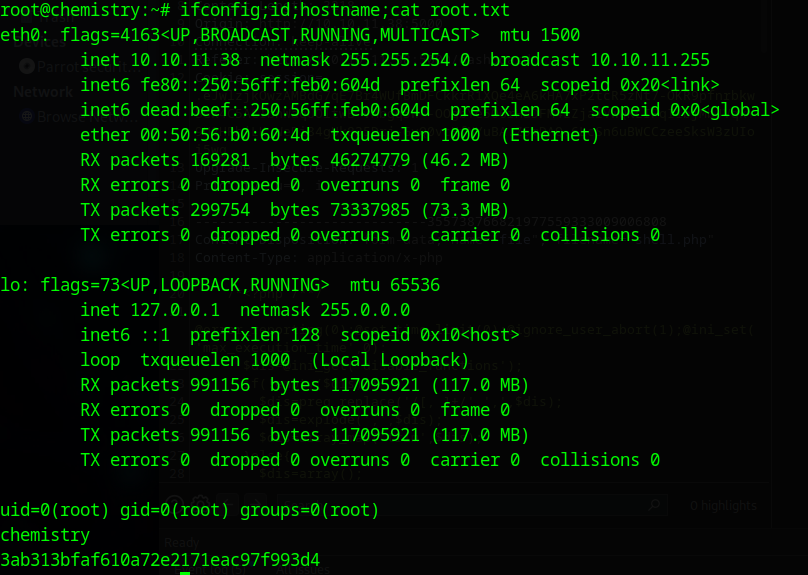 root@chemistry:~# ifconfig;id;hostname;cat root.txt
eth0: flags=4163<UP,BROADCAST,RUNNING,MULTICAST>  mtu 1500
        inet 10.10.11.38  netmask 255.255.254.0  broadcast 10.10.11.255
        inet6 fe80::250:56ff:feb0:604d  prefixlen 64  scopeid 0x20<link>
        inet6 dead:beef::250:56ff:feb0:604d  prefixlen 64  scopeid 0x0<global>
        ether 00:50:56:b0:60:4d  txqueuelen 1000  (Ethernet)
        RX packets 169281  bytes 46274779 (46.2 MB)
        RX errors 0  dropped 0  overruns 0  frame 0
        TX packets 299754  bytes 73337985 (73.3 MB)
        TX errors 0  dropped 0 overruns 0  carrier 0  collisions 0
lo: flags=73<UP,LOOPBACK,RUNNING>  mtu 65536
        inet 127.0.0.1  netmask 255.0.0.0
        inet6 ::1  prefixlen 128  scopeid 0x10<host>
        loop  txqueuelen 1000  (Local Loopback)
        RX packets 991156  bytes 117095921 (117.0 MB)
        RX errors 0  dropped 0  overruns 0  frame 0
        TX packets 991156  bytes 117095921 (117.0 MB)
        TX errors 0  dropped 0 overruns 0  carrier 0  collisions 0
uid=0(root) gid=0(root) groups=0(root)
chemistry
3ab313bfaf610a72e2171eac97f993d4
Network
Content-Type: application/x-php
0 highlights
Ready